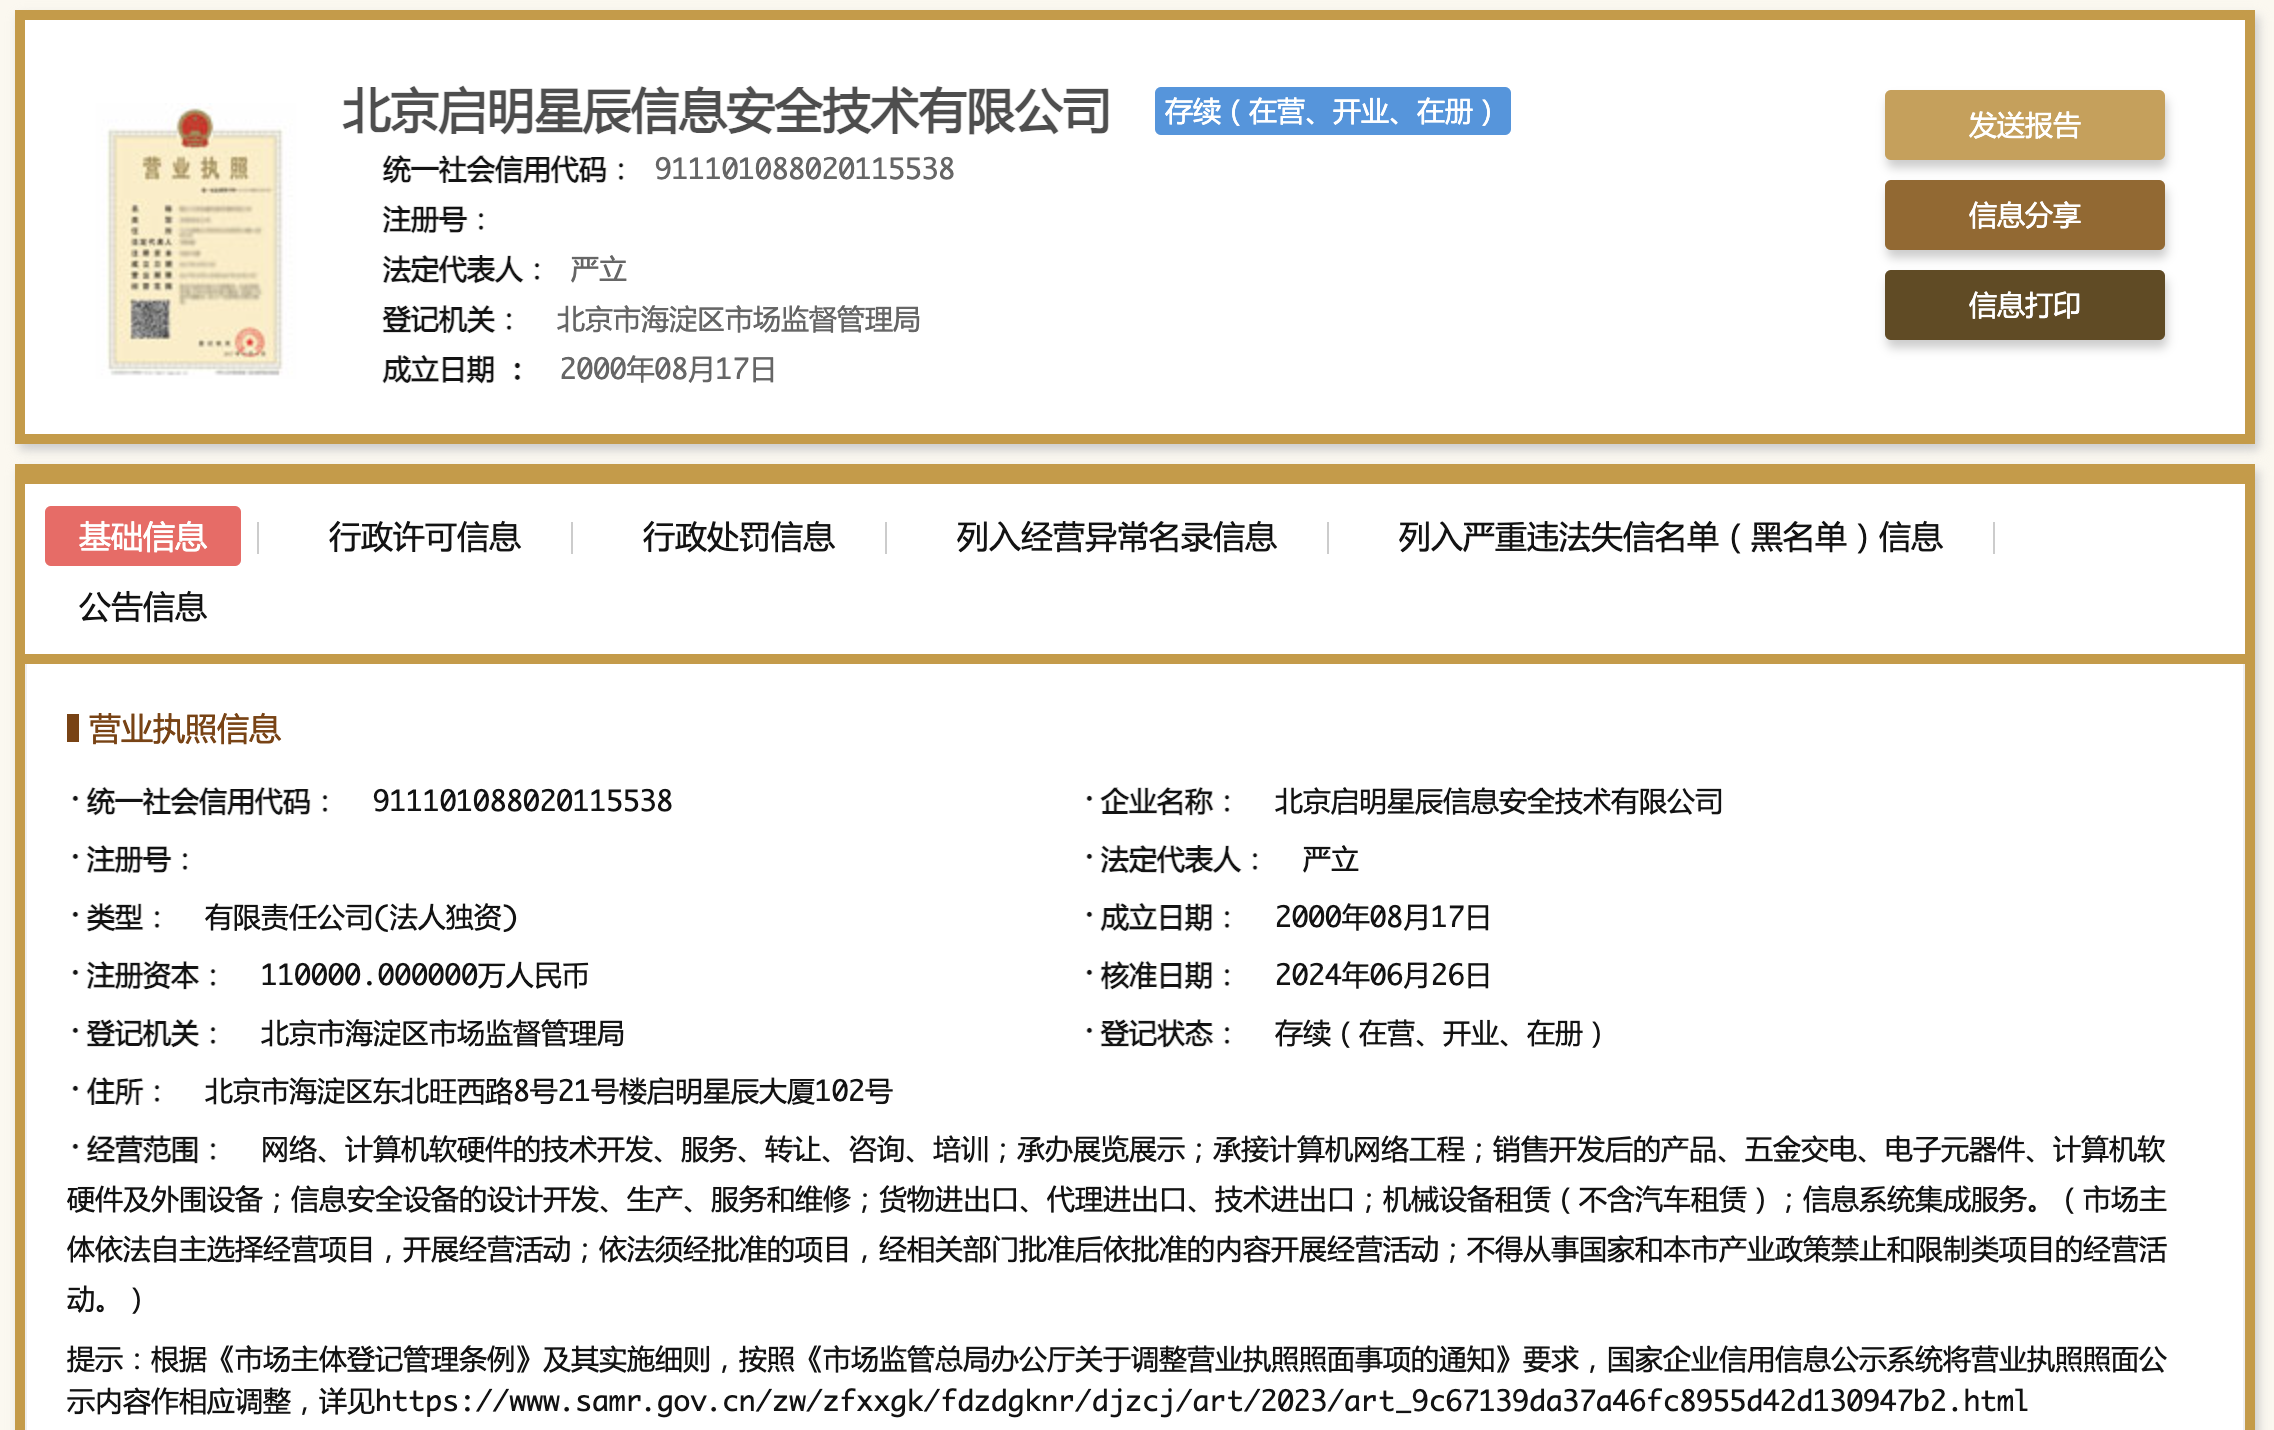 北京启明星辰信息安全技术有限公司 存续（在营、开业、在册）
营业执照
统一社会信用代码： 911101088020115538
注册号：
法定代表人： 严立
登记机关： 北京市海淀区市场监督管理局
成立日期 ： 2000年08月17日
发送报告
信息分享
信息打印
基础信息
行政许可信息
行政处罚信息
列入经营异常名录信息
列入严重违法失信名单（黑名单）信息
公告信息
营业执照信息
·统一社会信用代码： 911101088020115538
·企业名称： 北京启明星辰信息安全技术有限公司
·注册号：
·法定代表人： 严立
·类型： 有限责任公司(法人独资)
·成立日期： 2000年08月17日
·注册资本： 110000.000000万人民币
·核准日期： 2024年06月26日
·登记机关： 北京市海淀区市场监督管理局
·登记状态： 存续（在营、开业、在册）
·住所： 北京市海淀区东北旺西路8号21号楼启明星辰大厦102号
·经营范围： 网络、计算机软硬件的技术开发、服务、转让、咨询、培训；承办展览展示；承接计算机网络工程；销售开发后的产品、五金交电、电子元器件、计算机软
硬件及外围设备；信息安全设备的设计开发、生产、服务和维修；货物进出口、代理进出口、技术进出口；机械设备租赁（不含汽车租赁）；信息系统集成服务。（市场主
体依法自主选择经营项目，开展经营活动；依法须经批准的项目，经相关部门批准后依批准的内容开展经营活动；不得从事国家和本市产业政策禁止和限制类项目的经营活
动。）
提示：根据《市场主体登记管理条例》及其实施细则，按照《市场监管总局办公厅关于调整营业执照照面事项的通知》要求，国家企业信用信息公示系统将营业执照照面公
示内容作相应调整，详见https://www.samr.gov.cn/zw/zfxxgk/fdzdgknr/djzcj/art/2023/art_9c67139da37a46fc8955d42d130947b2.html